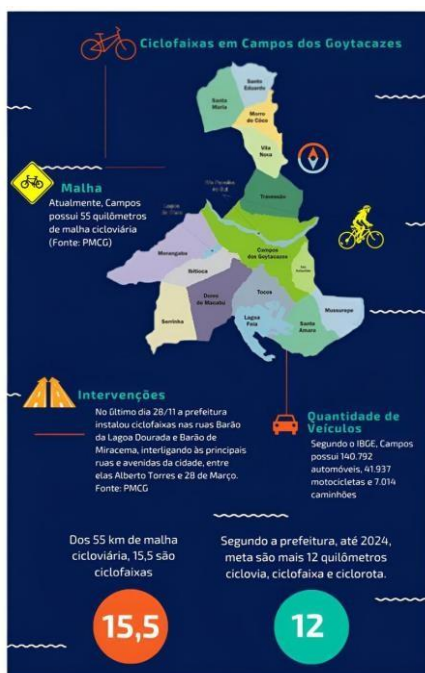 Ciclofaixas em Campos dos Goytacazes
Santo
Eduardo
Santa
Maria
Morro
do Côco
Vila
Nova
Malha
Atualmente, Campos
possui 55 quilômetros
de malha cicloviária
(Fonte: PMCG)
Travessão
Morangaba
Campos
dos Goytacazes
Ibitioca
Dores
de Macabu
Tocos
Mussurepe
Serrinha
Lagoa
Feia
Santo
Amaro
Intervenções
No último dia 28/11 a prefeitura
instalou ciclofaixas nas ruas Barão
da Lagoa Dourada e Barão de
Miracema, interligando às principais
ruas e avenidas da cidade, entre
elas Alberto Torres e 28 de Março.
Fonte: PMCG
Quantidade de
Veículos
Segundo o IBGE, Campos
possui 140.792
automóveis, 41.937
motocicletas e 7.014
caminhões
Dos 55 km de malha
cicloviária, 15,5 são
ciclofaixas
15,5
Segundo a prefeitura, até 2024,
meta são mais 12 quilômetros
ciclovia, ciclofaixa e ciclorota.
12